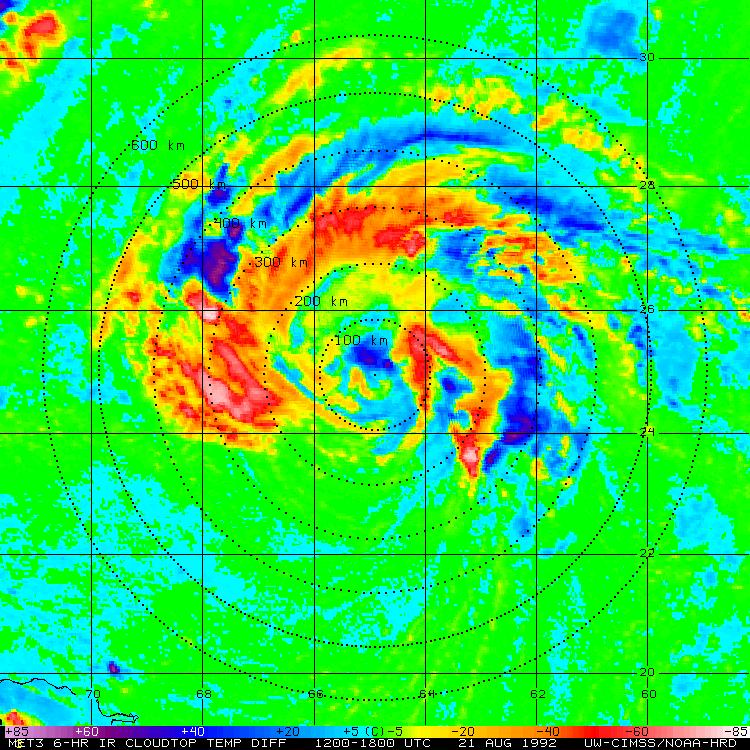 30
600 km
500 km
28
400 km
300 km
26
200 km
100 km
24
22
20
70 68 66 64 62 60
+85 +60 +40 +20 +5 (C) -5 -20 -40 -60 -85
MET3 6-HR IR CLOUDTOP TEMP DIFF 1200-1800 UTC 21 AUG 1992 UW-CIMSS%NOAA-HRD